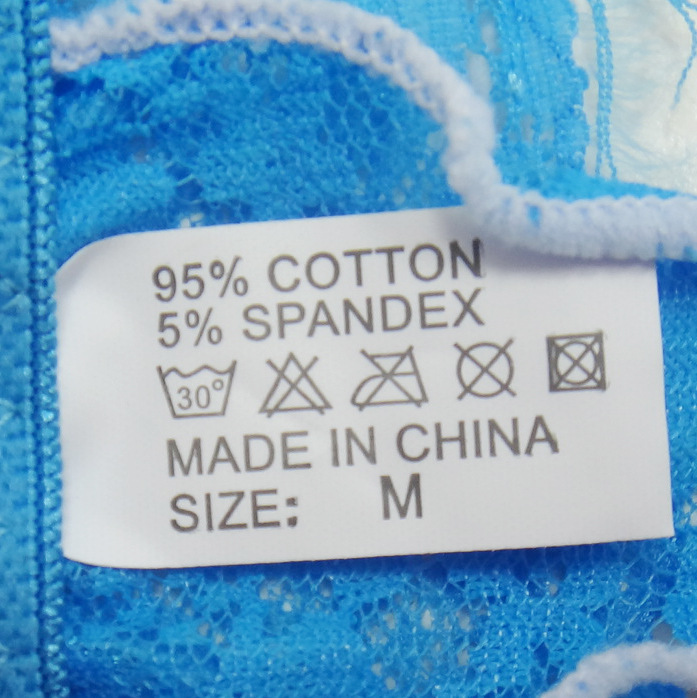 95% COTTON
5% SPANDEX
30°
MADE IN CHINA
SIZE: M